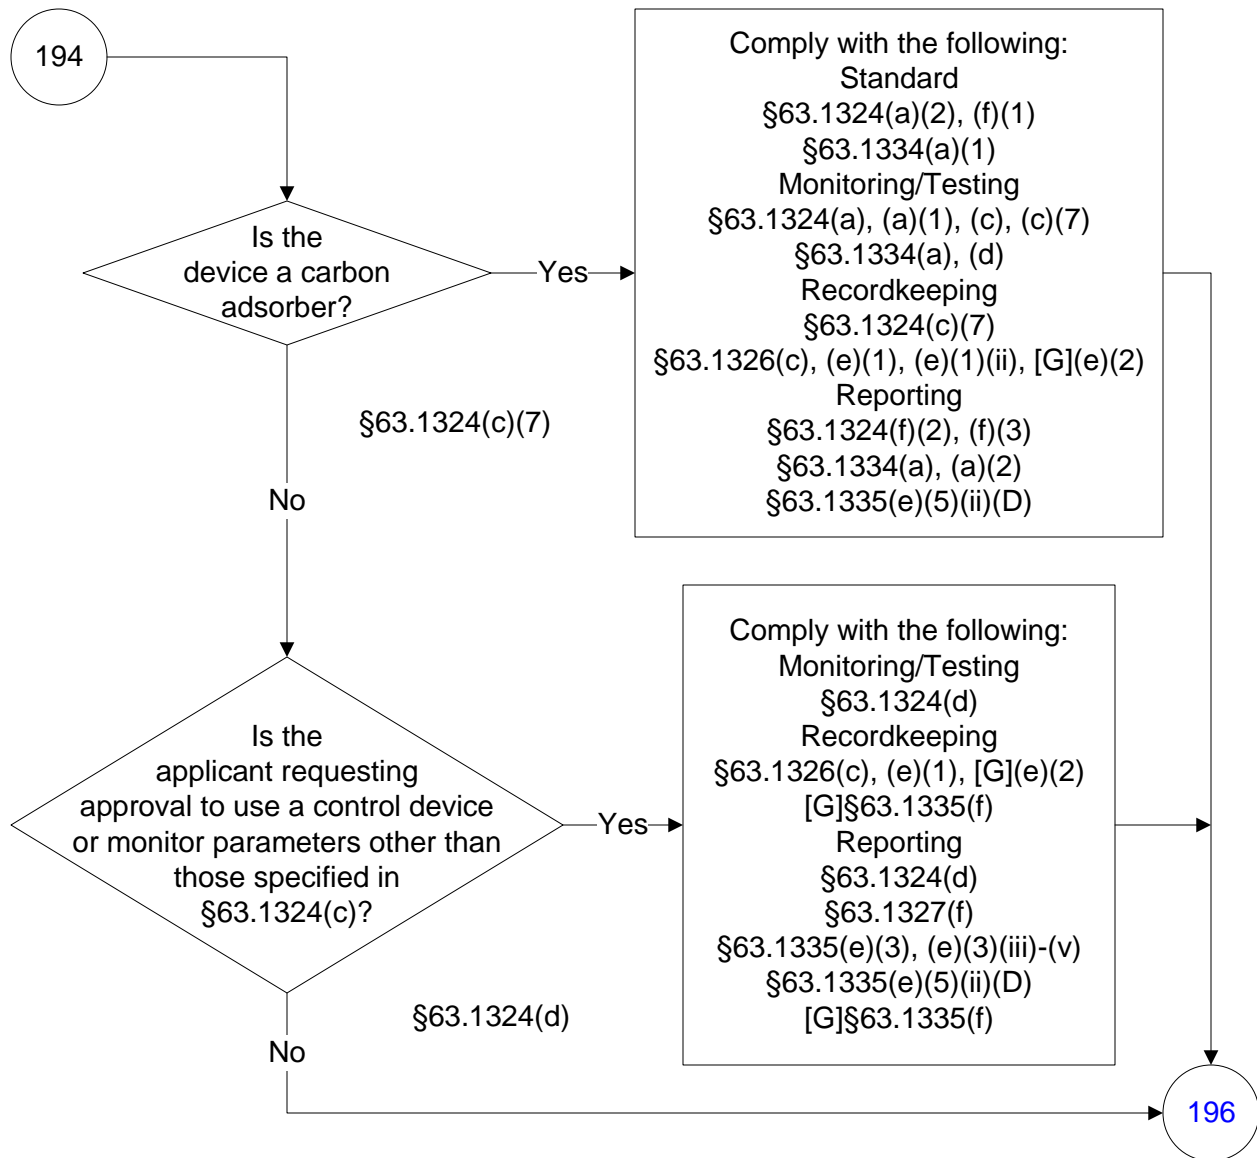 194
Comply with the following:
Standard
§63.1324(a)(2), (f)(1)
§63.1334(a)(1)
Monitoring/Testing
§63.1324(a), (a)(1), (c), (c)(7)
§63.1334(a), (d)
Recordkeeping
§63.1324(c)(7)
§63.1326(c), (e)(1), (e)(1)(ii), [G](e)(2)
Reporting
§63.1324(f)(2), (f)(3)
§63.1334(a), (a)(2)
§63.1335(e)(5)(ii)(D)
Is the
device a carbon
adsorber?
Yes
§63.1324(c)(7)
No
Is the
applicant requesting
approval to use a control device
or monitor parameters other than
those specified in
§63.1324(c)?
Yes
Comply with the following:
Monitoring/Testing
§63.1324(d)
Recordkeeping
§63.1326(c), (e)(1), [G](e)(2)
[G]§63.1335(f)
Reporting
§63.1324(d)
§63.1327(f)
§63.1335(e)(3), (e)(3)(iii)-(v)
§63.1335(e)(5)(ii)(D)
[G]§63.1335(f)
§63.1324(d)
No
196